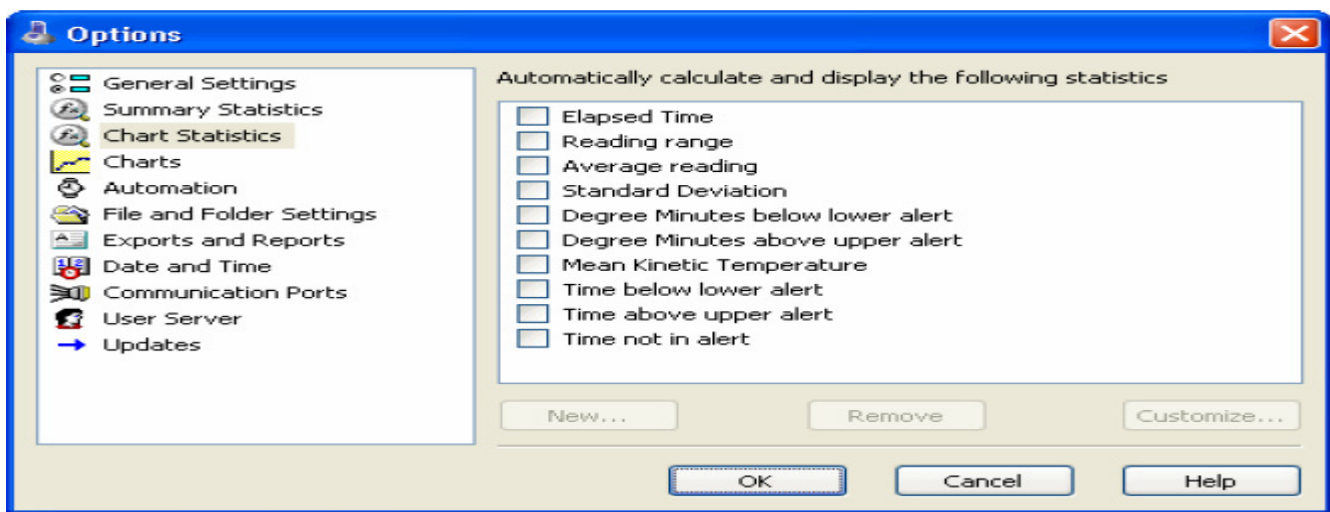 Options
General Settings
Summary Statistics
Chart Statistics
Charts
Automation
File and Folder Settings
Exports and Reports
Date and Time
Communication Ports
User Server
Updates
Automatically calculate and display the following statistics
Elapsed Time
Reading range
Average reading
Standard Deviation
Degree Minutes below lower alert
Degree Minutes above upper alert
Mean Kinetic Temperature
Time below lower alert
Time above upper alert
Time not in alert
New... Remove Customize...
OK Cancel Help